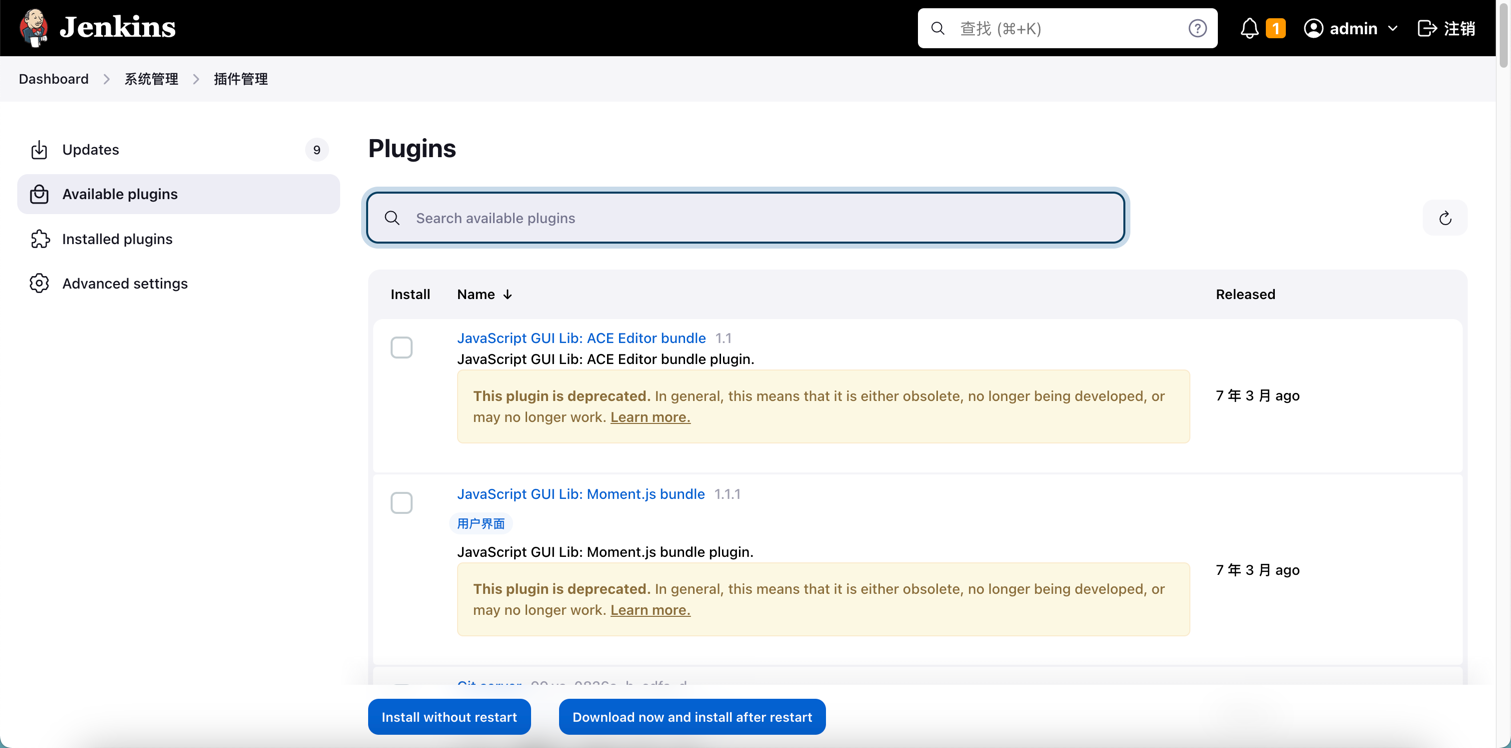 Jenkins
查找 (⌘+K)
1
admin
注销
Dashboard
系统管理
插件管理
Updates
9
Available plugins
Installed plugins
Advanced settings
Plugins
Search available plugins
Install
Name ↓
Released
JavaScript GUI Lib: ACE Editor bundle 1.1
JavaScript GUI Lib: ACE Editor bundle plugin.
This plugin is deprecated. In general, this means that it is either obsolete, no longer being developed, or
may no longer work. Learn more.
7 年 3 月 ago
JavaScript GUI Lib: Moment.js bundle 1.1.1
用户界面
JavaScript GUI Lib: Moment.js bundle plugin.
This plugin is deprecated. In general, this means that it is either obsolete, no longer being developed, or
may no longer work. Learn more.
7 年 3 月 ago
Git server
Install without restart
Download now and install after restart